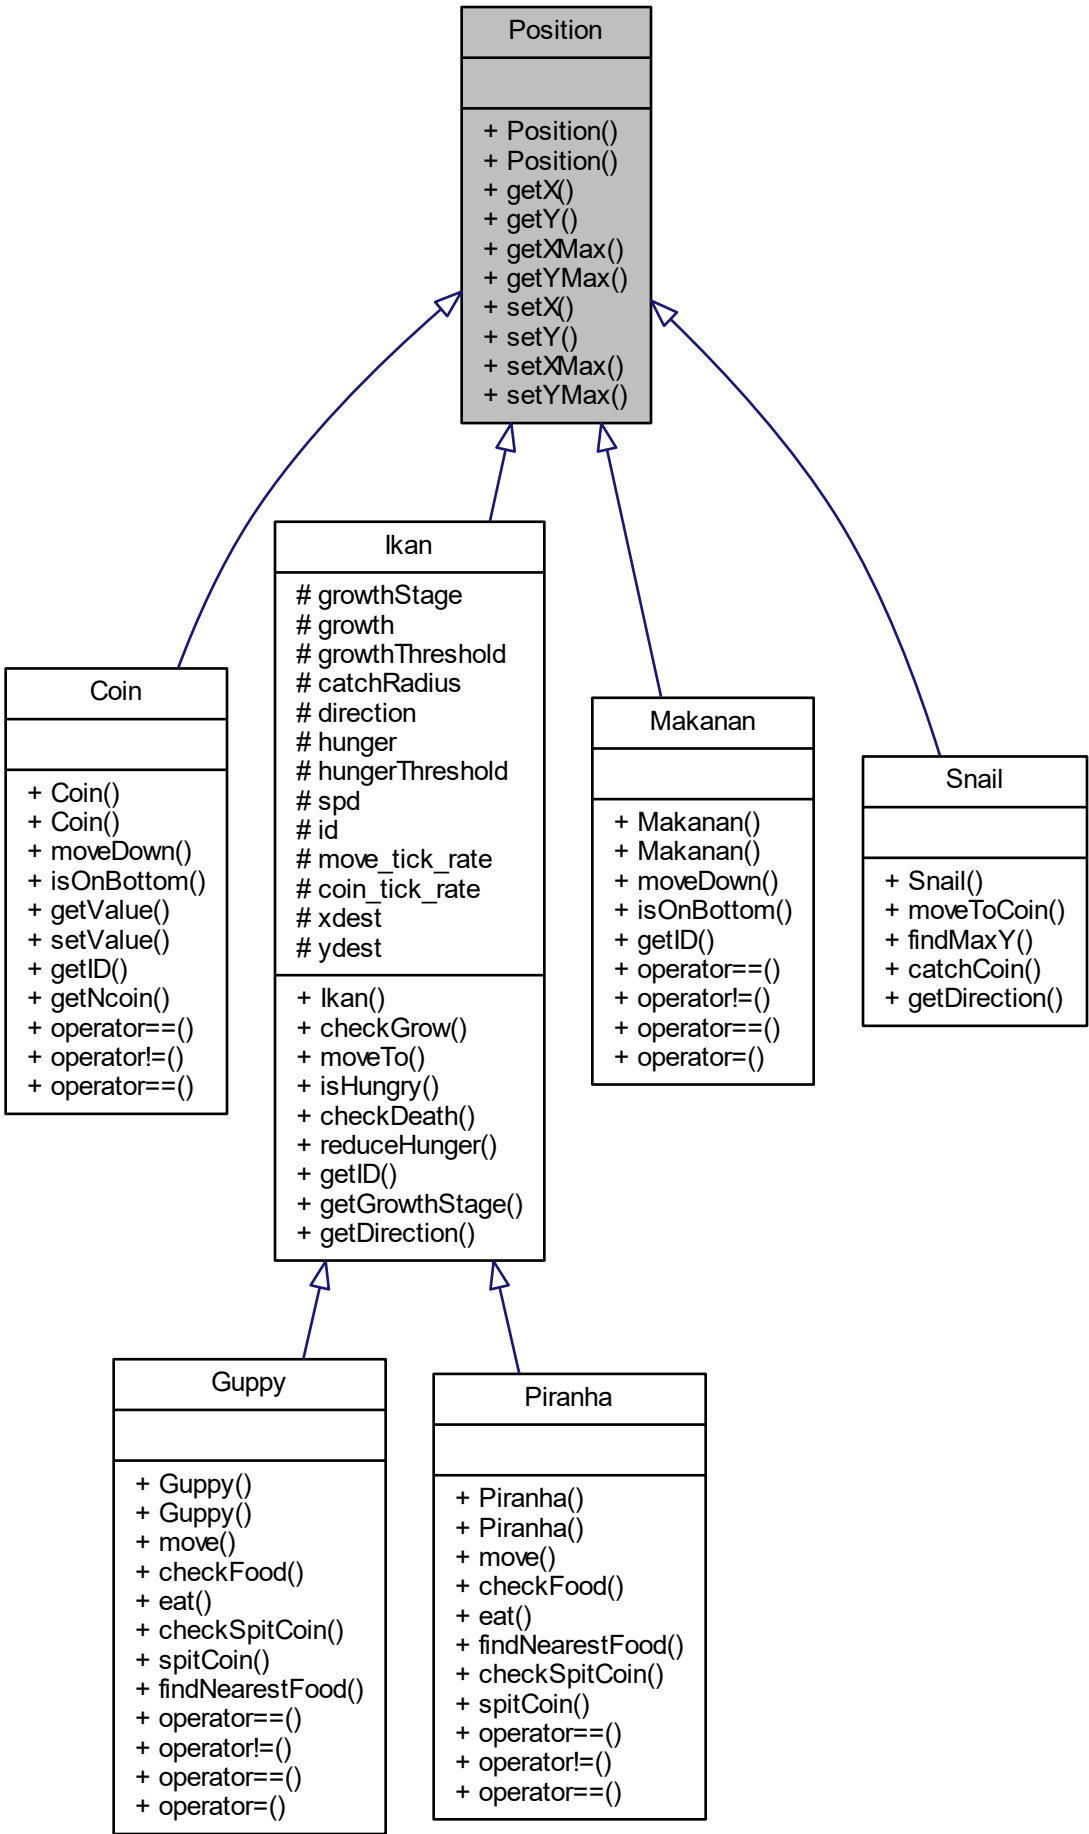 Position
+ Position()
+ Position()
+ getX()
+ getY()
+ getXMax()
+ getYMax()
+ setX()
+ setY()
+ setXMax()
+ setYMax()
Coin
+ Coin()
+ Coin()
+ moveDown()
+ isOnBottom()
+ getValue()
+ setValue()
+ getID()
+ getNcoin()
+ operator==()
+ operator!=()
+ operator==()
Ikan
# growthStage
# growth
# growthThreshold
# catchRadius
# direction
# hunger
# hungerThreshold
# spd
# id
# move_tick_rate
# coin_tick_rate
# xdest
# ydest
+ Ikan()
+ checkGrow()
+ moveTo()
+ isHungry()
+ checkDeath()
+ reduceHunger()
+ getID()
+ getGrowthStage()
+ getDirection()
Makanan
+ Makanan()
+ Makanan()
+ moveDown()
+ isOnBottom()
+ getID()
+ operator==()
+ operator!=()
+ operator==()
+ operator=()
Snail
+ Snail()
+ moveToCoin()
+ findMaxY()
+ catchCoin()
+ getDirection()
Guppy
+ Guppy()
+ Guppy()
+ move()
+ checkFood()
+ eat()
+ checkSpitCoin()
+ spitCoin()
+ findNearestFood()
+ operator==()
+ operator!=()
+ operator==()
+ operator=()
Piranha
+ Piranha()
+ Piranha()
+ move()
+ checkFood()
+ eat()
+ findNearestFood()
+ checkSpitCoin()
+ spitCoin()
+ operator==()
+ operator!=()
+ operator==()